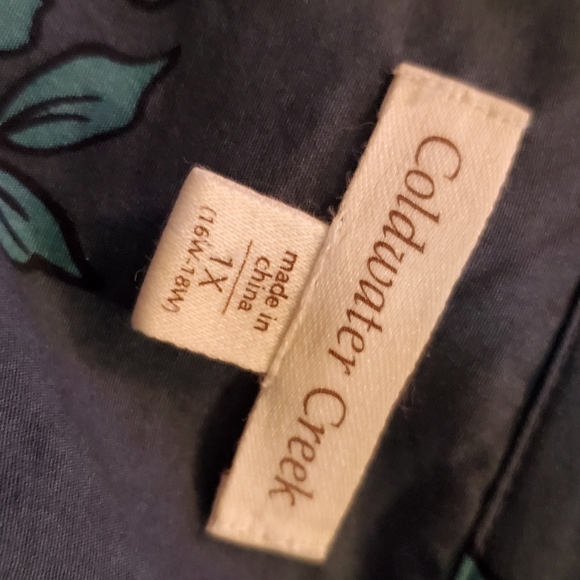 Coldwater Creek
made in
china
1X
(16W-18W)